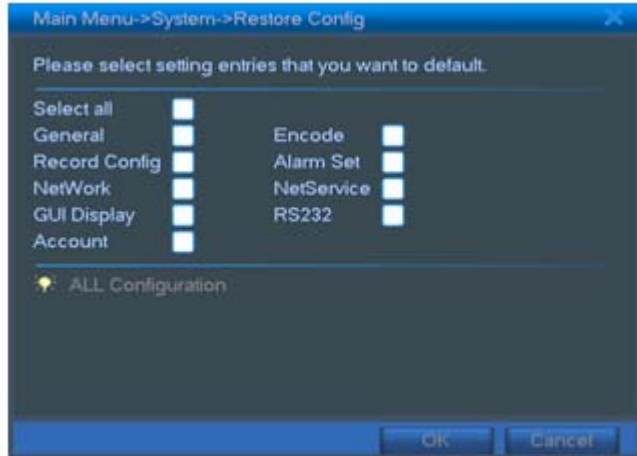 Main Menu->System->Restore Config
Please select setting entries that you want to default.
Select all
General Encode
Record Config Alarm Set
NetWork NetService
GUI Display RS232
Account
ALL Configuration
OK Cancel